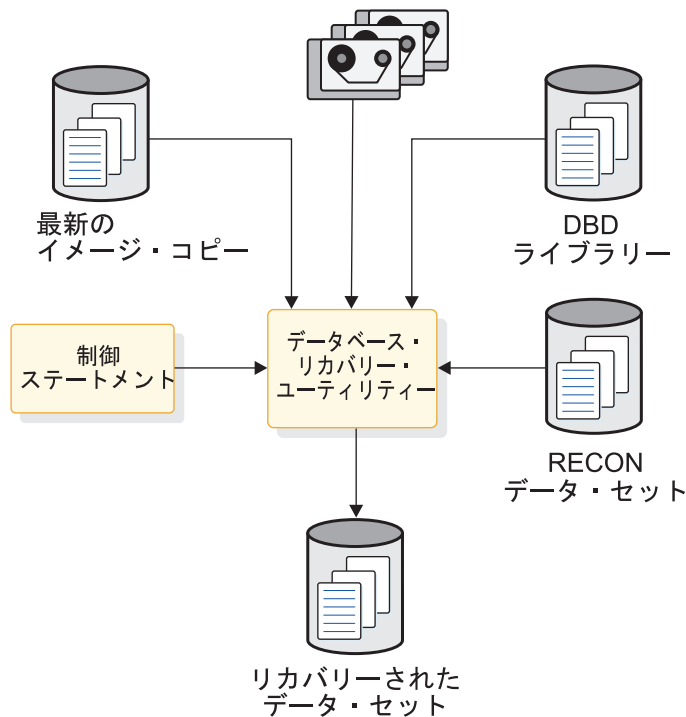 最新の
イメージ・コピー
DBD
ライブラリー
制御
ステートメント
データベース・
リカバリー・
ユーティリティー
RECON
データ・セット
リカバリーされた
データ・セット